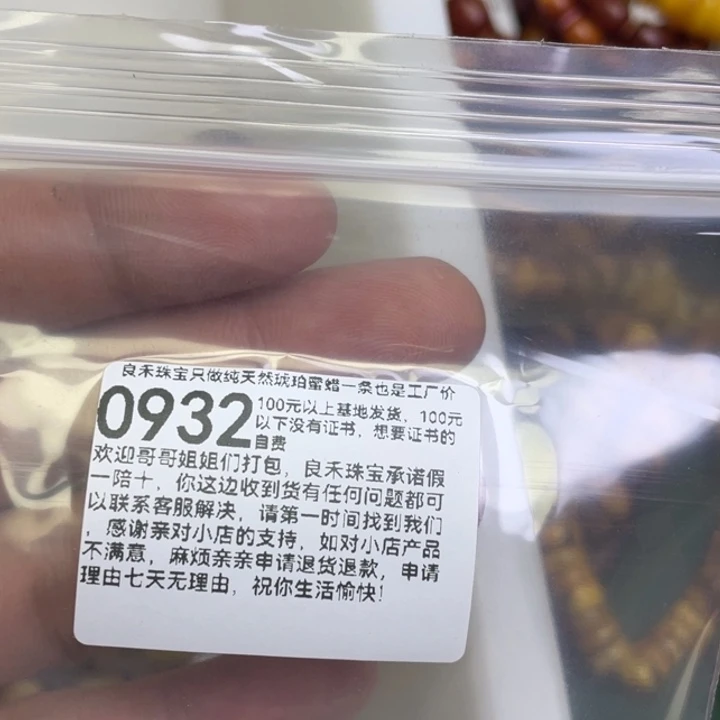 良禾珠宝只做纯天然琥珀蜜蜡一条也是工厂价
0932
100元以上基地发货，100元
以下没有证书，想要证书的
自费
欢迎哥哥姐姐们打包，良禾珠宝承诺假
一陪十，你这边收到货有任何问题都可
以联系客服解决，请第一时间找到我们
，感谢亲对小店的支持，如对小店产品
不满意，麻烦亲亲申请退货退款，申请
理由七天无理由，祝你生活愉快！